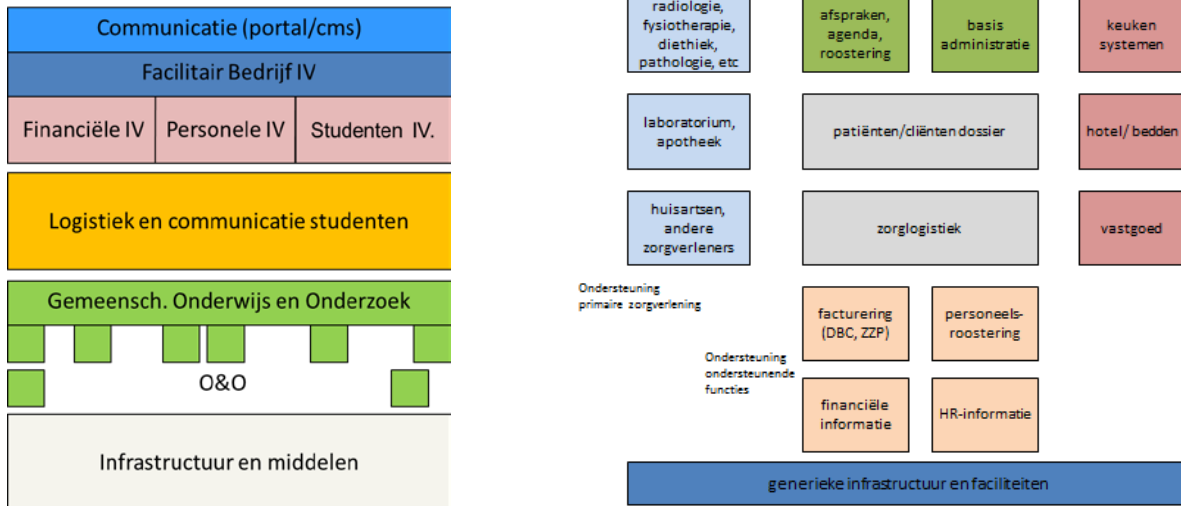 Communicatie (portal/cms)
Facilitair Bedrijf IV
Financiële IV
Personele IV
Studenten IV.
Logistiek en communicatie studenten
Gemeensch. Onderwijs en Onderzoek
O&O
Infrastructuur en middelen
radiologie,
fysiotherapie,
diethiek,
pathologie, etc
afspraken,
agenda,
roostering
basis
administratie
keuken
systemen
laboratorium,
apotheek
patiënten/cliënten dossier
hotel/ bedden
huisartsen,
andere
zorgverleners
zorglogistiek
vastgoed
Ondersteuning
primaire zorgverlening
facturering
(DBC, ZZP)
personeels-
roostering
Ondersteuning
ondersteunende
functies
financiële
informatie
HR-informatie
generieke infrastructuur en faciliteiten